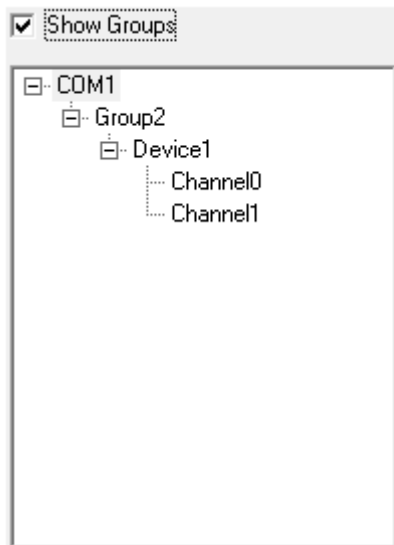 Show Groups
COM1
Group2
Device1
Channel0
Channel1